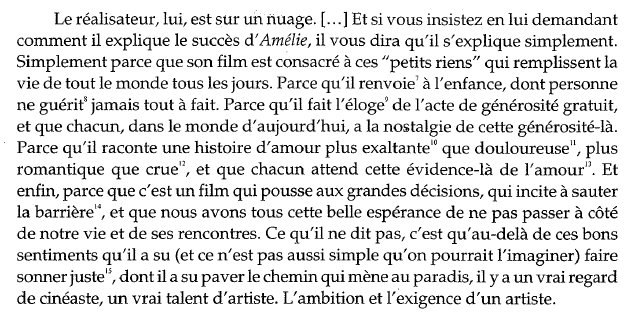 Le réalisateur, lui, est sur un nuage. [...] Et si vous insistez en lui demandant
comment il explique le succès d'Amélie, il vous dira qu'il s'explique simplement.
Simplement parce que son film est consacré à ces "petits riens" qui remplissent la
vie de tout le monde tous les jours. Parce qu'il renvoie⁷ à l'enfance, dont personne
ne guérit⁸ jamais tout à fait. Parce qu'il fait l'éloge⁹ de l'acte de générosité gratuit,
et que chacun, dans le monde d'aujourd'hui, a la nostalgie de cette générosité-là.
Parce qu'il raconte une histoire d'amour plus exaltante¹⁰ que douloureuse¹¹, plus
romantique que crue¹², et que chacun attend cette évidence-là de l'amour¹³. Et
enfin, parce que c'est un film qui pousse aux grandes décisions, qui incite à sauter
la barrière¹⁴, et que nous avons tous cette belle espérance de ne pas passer à côté
de notre vie et de ses rencontres. Ce qu'il ne dit pas, c'est qu'au-delà de ces bons
sentiments qu'il a su (et ce n'est pas aussi simple qu'on pourrait l'imaginer) faire
sonner juste¹⁵, dont il a su paver le chemin qui mène au paradis, il y a un vrai regard
de cinéaste, un vrai talent d'artiste. L'ambition et l'exigence d'un artiste.